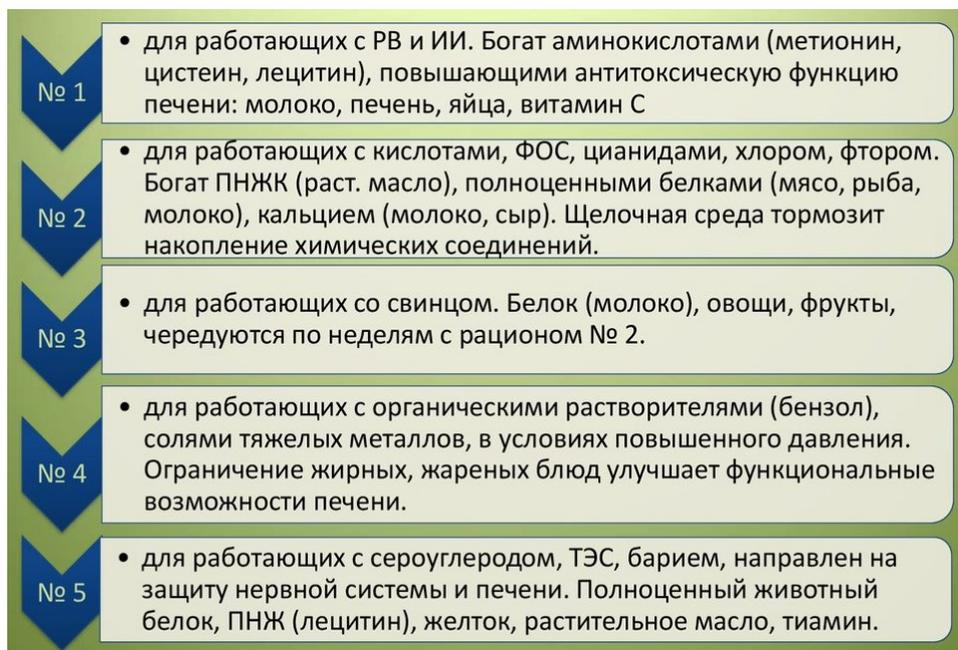 № 1
• для работающих с РВ и ИИ. Богат аминокислотами (метионин,
цистеин, лецитин), повышающими антитоксическую функцию
печени: молоко, печень, яйца, витамин С
№ 2
• для работающих с кислотами, ФОС, цианидами, хлором, фтором.
Богат ПНЖК (раст. масло), полноценными белками (мясо, рыба,
молоко), кальцием (молоко, сыр). Щелочная среда тормозит
накопление химических соединений.
№ 3
• для работающих со свинцом. Белок (молоко), овощи, фрукты,
чередуются по неделям с рационом № 2.
№ 4
• для работающих с органическими растворителями (бензол),
солями тяжелых металлов, в условиях повышенного давления.
Ограничение жирных, жареных блюд улучшает функциональные
возможности печени.
№ 5
• для работающих с сероуглеродом, ТЭС, барием, направлен на
защиту нервной системы и печени. Полноценный животный
белок, ПНЖ (лецитин), желток, растительное масло, тиамин.